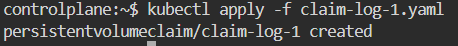 controlplane:~$ kubectl apply -f claim-log-1.yaml
persistentvolumeclaim/claim-log-1 created